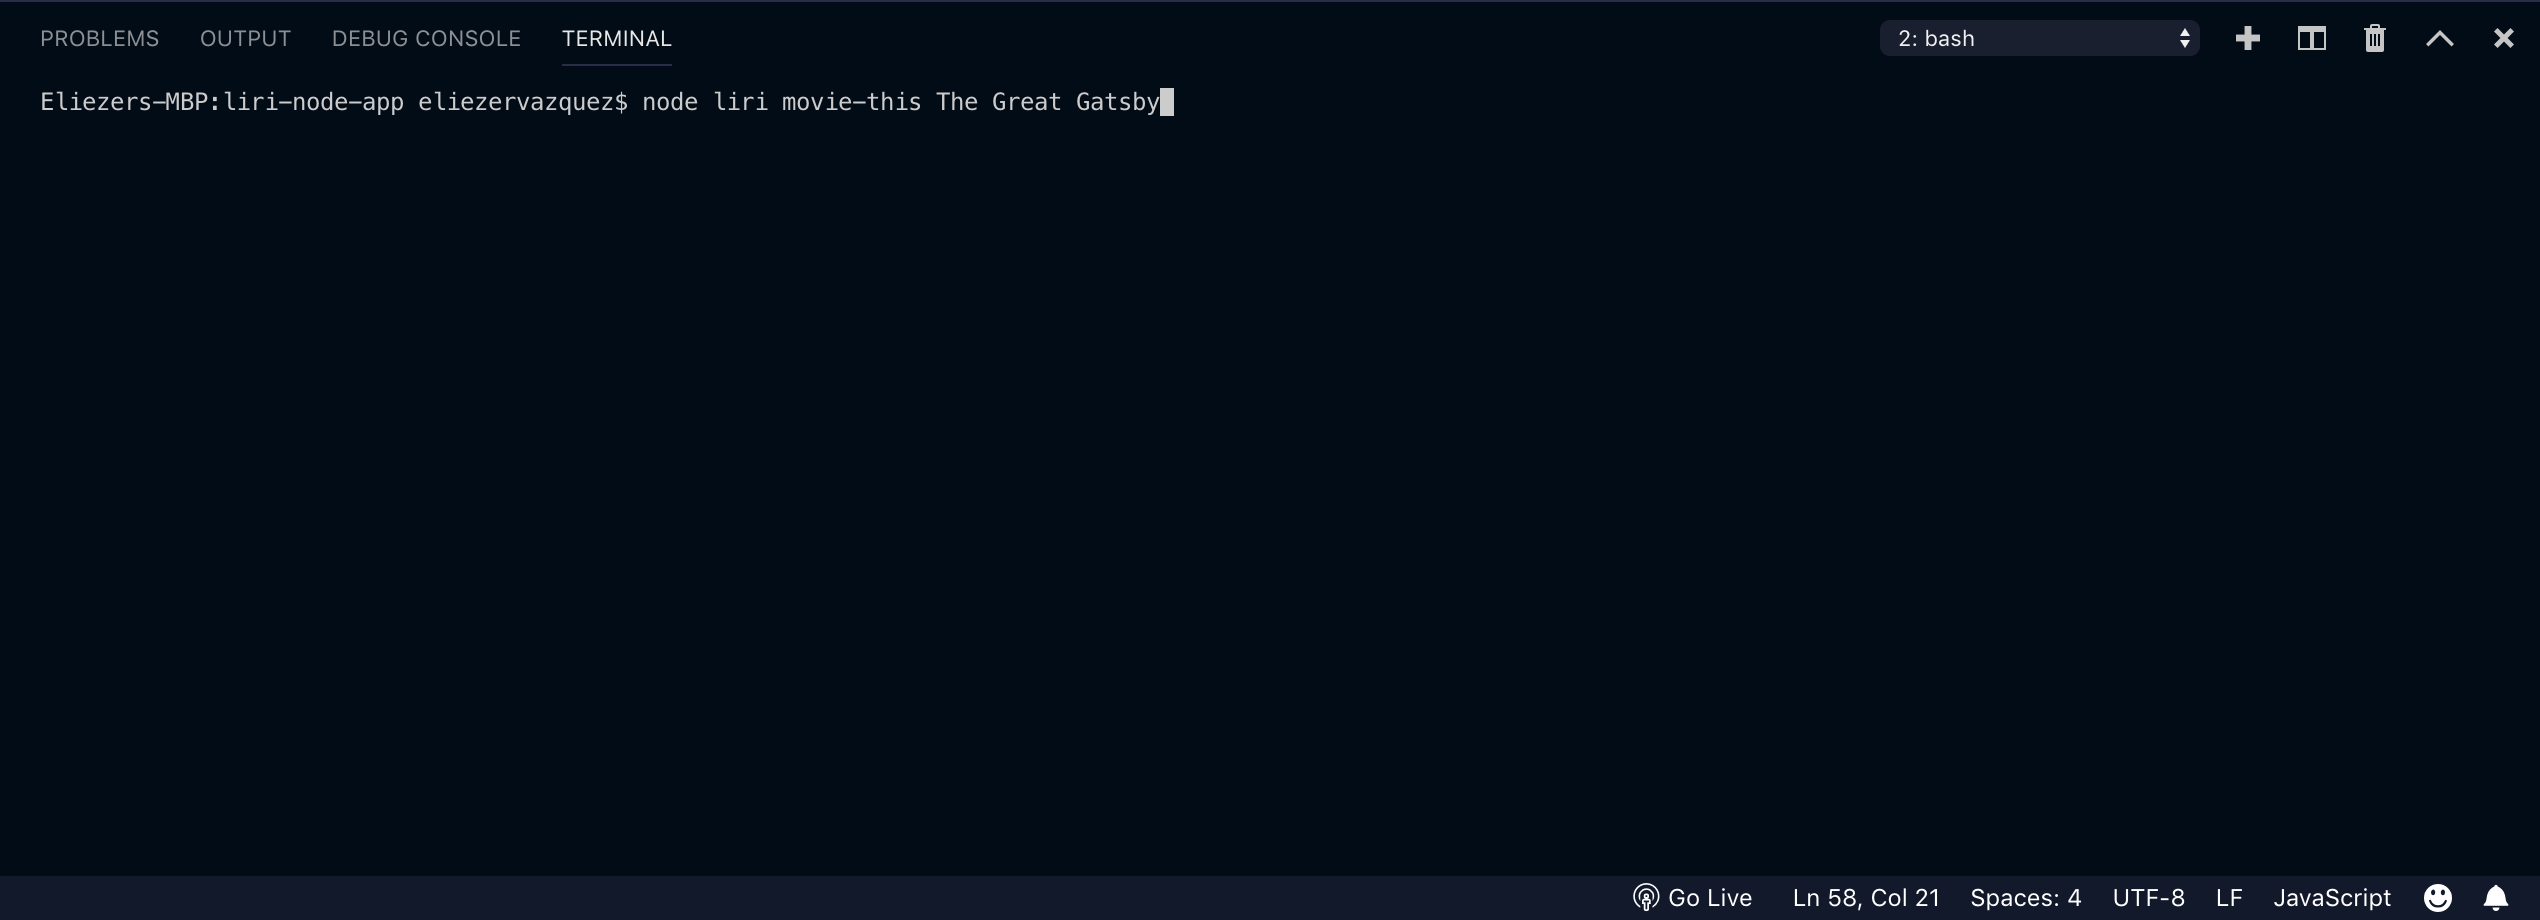 PROBLEMS OUTPUT DEBUG CONSOLE TERMINAL 2: bash
Eliezers-MBP:liri-node-app eliezervazquez$ node liri movie-this The Great Gatsby
Go Live Ln 58, Col 21 Spaces: 4 UTF-8 LF JavaScript